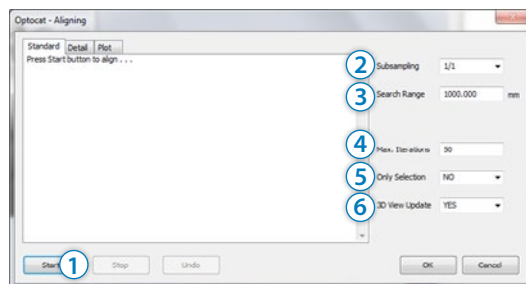 Optocat - Aligning
Standard Detail Plot
Press Start button to align . . .
2 Subsampling 1/1
3 Search Range 1000.000 mm
4 Max. Iterations 50
5 Only Selection NO
6 3D View Update YES
Start 1 Stop Undo OK Cancel